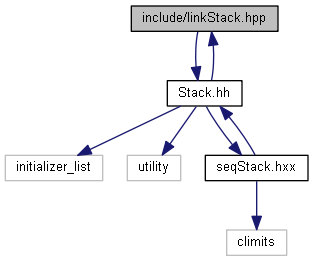 include/linkStack.hpp
Stack.hh
initializer_list
utility
seqStack.hxx
climits